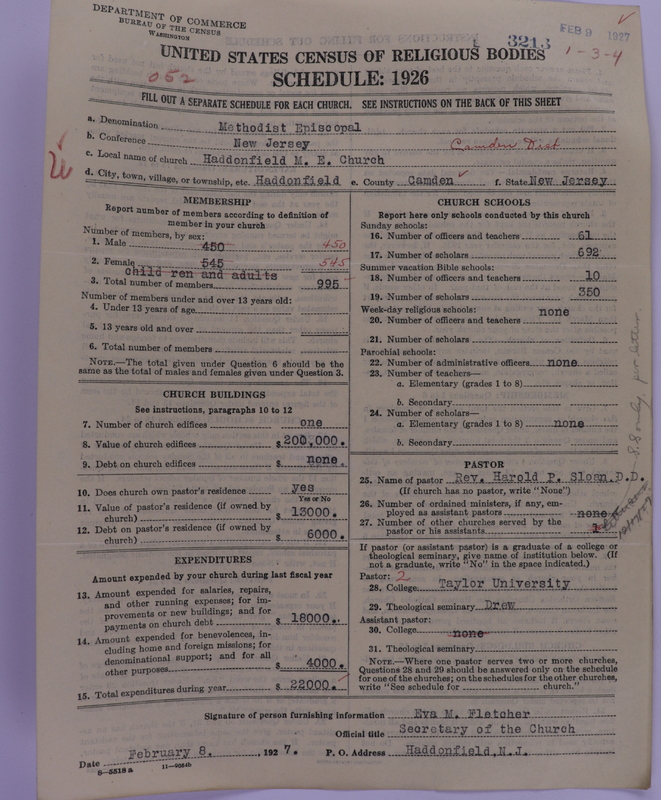 DEPARTMENT OF COMMERCE
BUREAU OF THE CENSUS
WASHINGTON
FEB 9 1927
3213
1-3-4
UNITED STATES CENSUS OF RELIGIOUS BODIES
052
SCHEDULE: 1926
FILL OUT A SEPARATE SCHEDULE FOR EACH CHURCH. SEE INSTRUCTIONS ON THE BACK OF THIS SHEET
a. Denomination Methodist Episcopal
b. Conference New Jersey Camden Dist
c. Local name of church Haddonfield M. E. Church
d. City, town, village, or township, etc. Haddonfield e. County Camden f. State New Jersey
MEMBERSHIP
Report number of members according to definition of
member in your church
Number of members, by sex:
1. Male 450 450
2. Female 545 545
Child ren and adults
3. Total number of members 995
Number of members under and over 13 years old:
4. Under 13 years of age
5. 13 years old and over
6. Total number of members
NOTE.—The total given under Question 6 should be the
same as the total of males and females given under Question 3.
CHURCH BUILDINGS
See instructions, paragraphs 10 to 12
7. Number of church edifices one
8. Value of church edifices $200,000.
9. Debt on church edifices $ none.
10. Does church own pastor's residence yes
Yes or No
11. Value of pastor's residence (if owned by
church) $ 13000.
12. Debt on pastor's residence (if owned by
church) $ 6000.
EXPENDITURES
Amount expended by your church during last fiscal year
13. Amount expended for salaries, repairs,
and other running expenses; for im-
provements or new buildings; and for
payments on church debt $ 18000.
14. Amount expended for benevolences, in-
cluding home and foreign missions; for
denominational support; and for all
other purposes $ 4000.
15. Total expenditures during year $ 22000.
CHURCH SCHOOLS
Report here only schools conducted by this church
Sunday schools:
16. Number of officers and teachers 61
17. Number of scholars 692
Summer vacation Bible schools:
18. Number of officers and teachers 10
19. Number of scholars 350
Week-day religious schools: none
20. Number of officers and teachers
21. Number of scholars
Parochial schools:
22. Number of administrative officers none
23. Number of teachers—
a. Elementary (grades 1 to 8)
b. Secondary
24. Number of scholars—
a. Elementary (grades 1 to 8) none
b. Secondary
PASTOR
25. Name of pastor Rev. Harold P. Sloan, D.D.
(If church has no pastor, write "None")
26. Number of ordained ministers, if any, em-
ployed as assistant pastors none
27. Number of other churches served by the
pastor or his assistants 1
If pastor (or assistant pastor) is a graduate of a college or
theological seminary, give name of institution below. (If
not a graduate, write "No" in the space indicated.)
Pastor: 2
28. College Taylor University
29. Theological seminary Drew
Assistant pastor:
30. College none
31. Theological seminary
NOTE.—Where one pastor serves two or more churches,
Questions 28 and 29 should be answered only on the schedule
for one of the churches; on the schedules for the other churches,
write "See schedule for church."
Signature of person furnishing information Eva M. Fletcher
Official title Secretary of the Church
Date February 8, 1927. P. O. Address Haddonfield, N.J.
8-5518 a 11-9064b